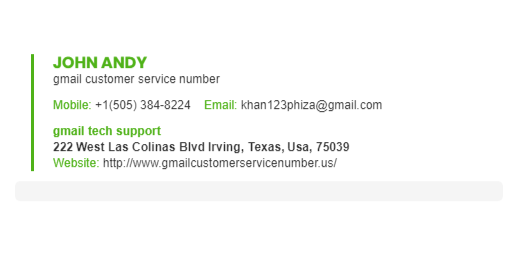 JOHN ANDY
gmail customer service number
Mobile: +1(505) 384-8224 Email: khan123phiza@gmail.com
gmail tech support
222 West Las Colinas Blvd Irving, Texas, Usa, 75039
Website: http://www.gmailcustomerservicenumber.us/